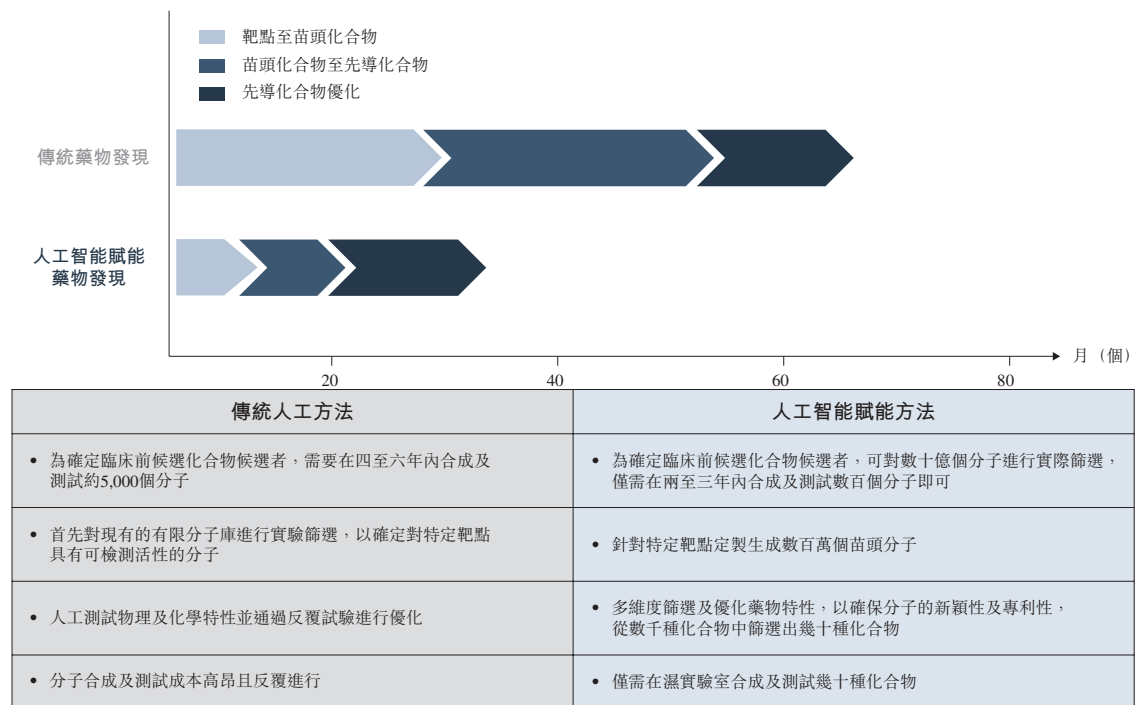 靶點至苗頭化合物
苗頭化合物至先導化合物
先導化合物優化
傳統藥物發現
人工智能賦能
藥物發現
月（個）
20
40
60
80
傳統人工方法
人工智能賦能方法
• 為確定臨床前候選化合物候選者，需要在四至六年內合成及
測試約5,000個分子
• 為確定臨床前候選化合物候選者，可對數十億個分子進行實際篩選，
僅需在兩至三年內合成及測試數百個分子即可
• 首先對現有的有限分子庫進行實驗篩選，以確定對特定靶點
具有可檢測活性的分子
• 針對特定靶點定製生成數百萬個苗頭分子
• 人工測試物理及化學特性並通過反覆試驗進行優化
• 多維度篩選及優化藥物特性，以確保分子的新穎性及專利性，
從數千種化合物中篩選出幾十種化合物
• 分子合成及測試成本高昂且反覆進行
• 僅需在濕實驗室合成及測試幾十種化合物